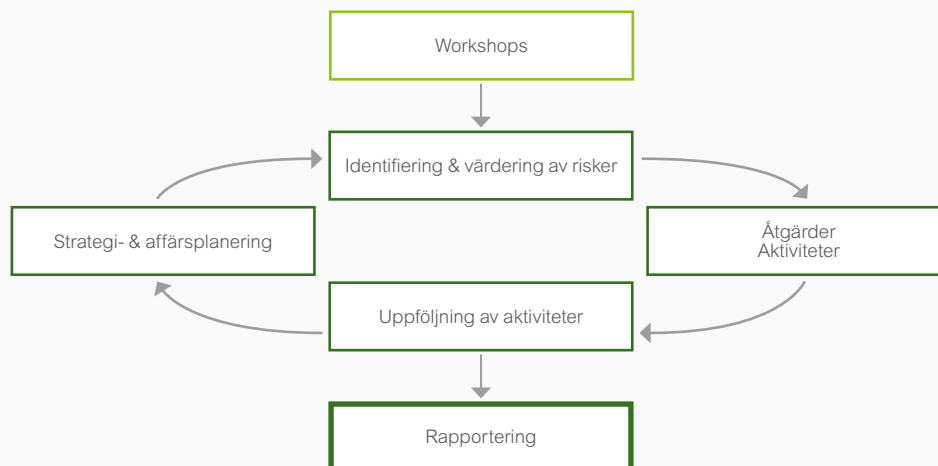 Workshops
Identifiering & värdering av risker
Strategi- & affärsplanering
Åtgärder
Aktiviteter
Uppföljning av aktiviteter
Rapportering